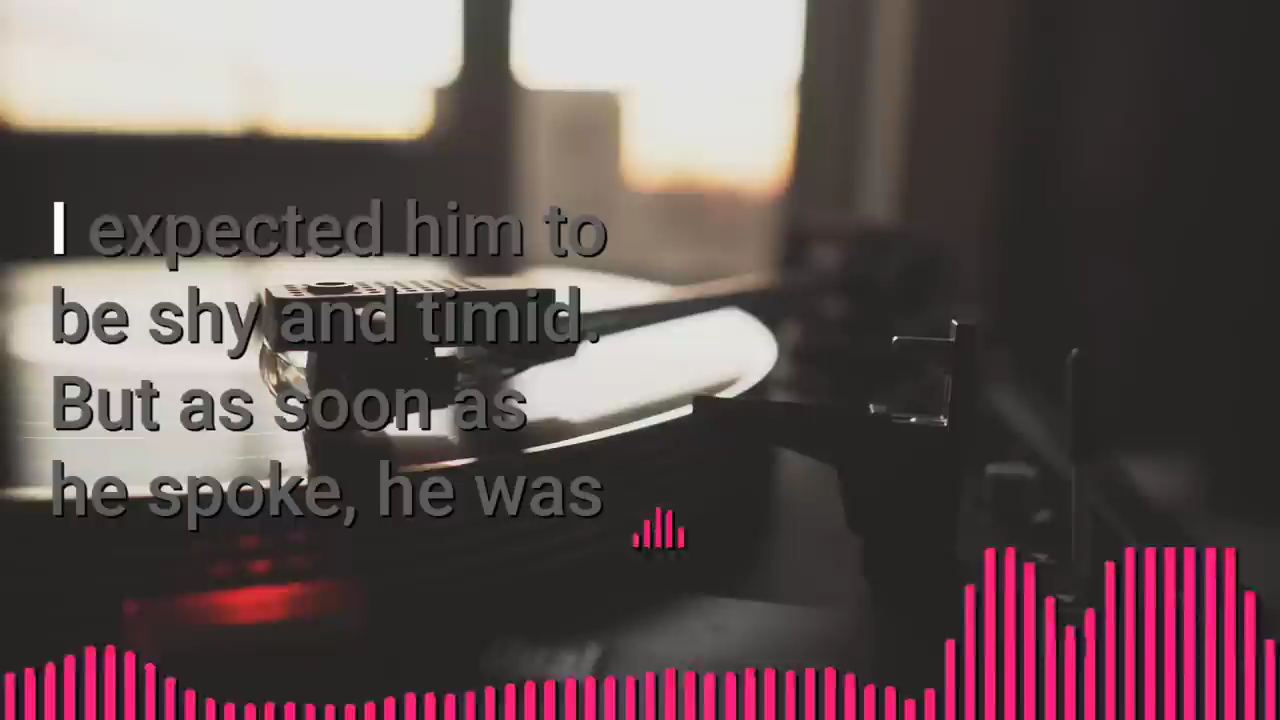 I expected him to
be shy and timid.
But as soon as
he spoke, he was